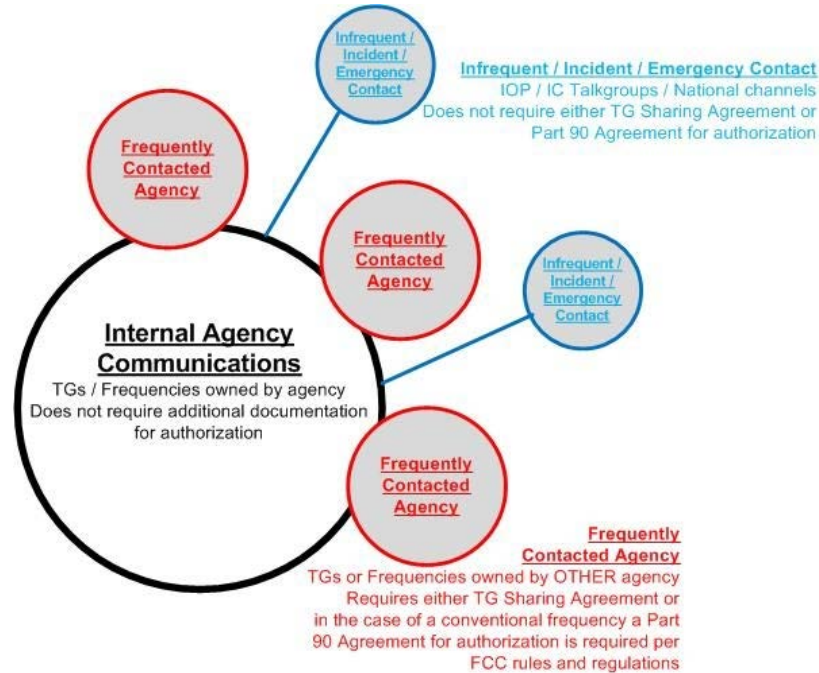 Infrequent /
Incident /
Emergency
Contact
Infrequent / Incident / Emergency Contact
IOP / IC Talkgroups / National channels
Does not require either TG Sharing Agreement or
Part 90 Agreement for authorization
Frequently
Contacted
Agency
Frequently
Contacted
Agency
Infrequent /
Incident /
Emergency
Contact
Internal Agency
Communications
TGs / Frequencies owned by agency
Does not require additional documentation
for authorization
Frequently
Contacted
Agency
Frequently
Contacted Agency
TGs or Frequencies owned by OTHER agency
Requires either TG Sharing Agreement or
in the case of a conventional frequency a Part
90 Agreement for authorization is required per
FCC rules and regulations